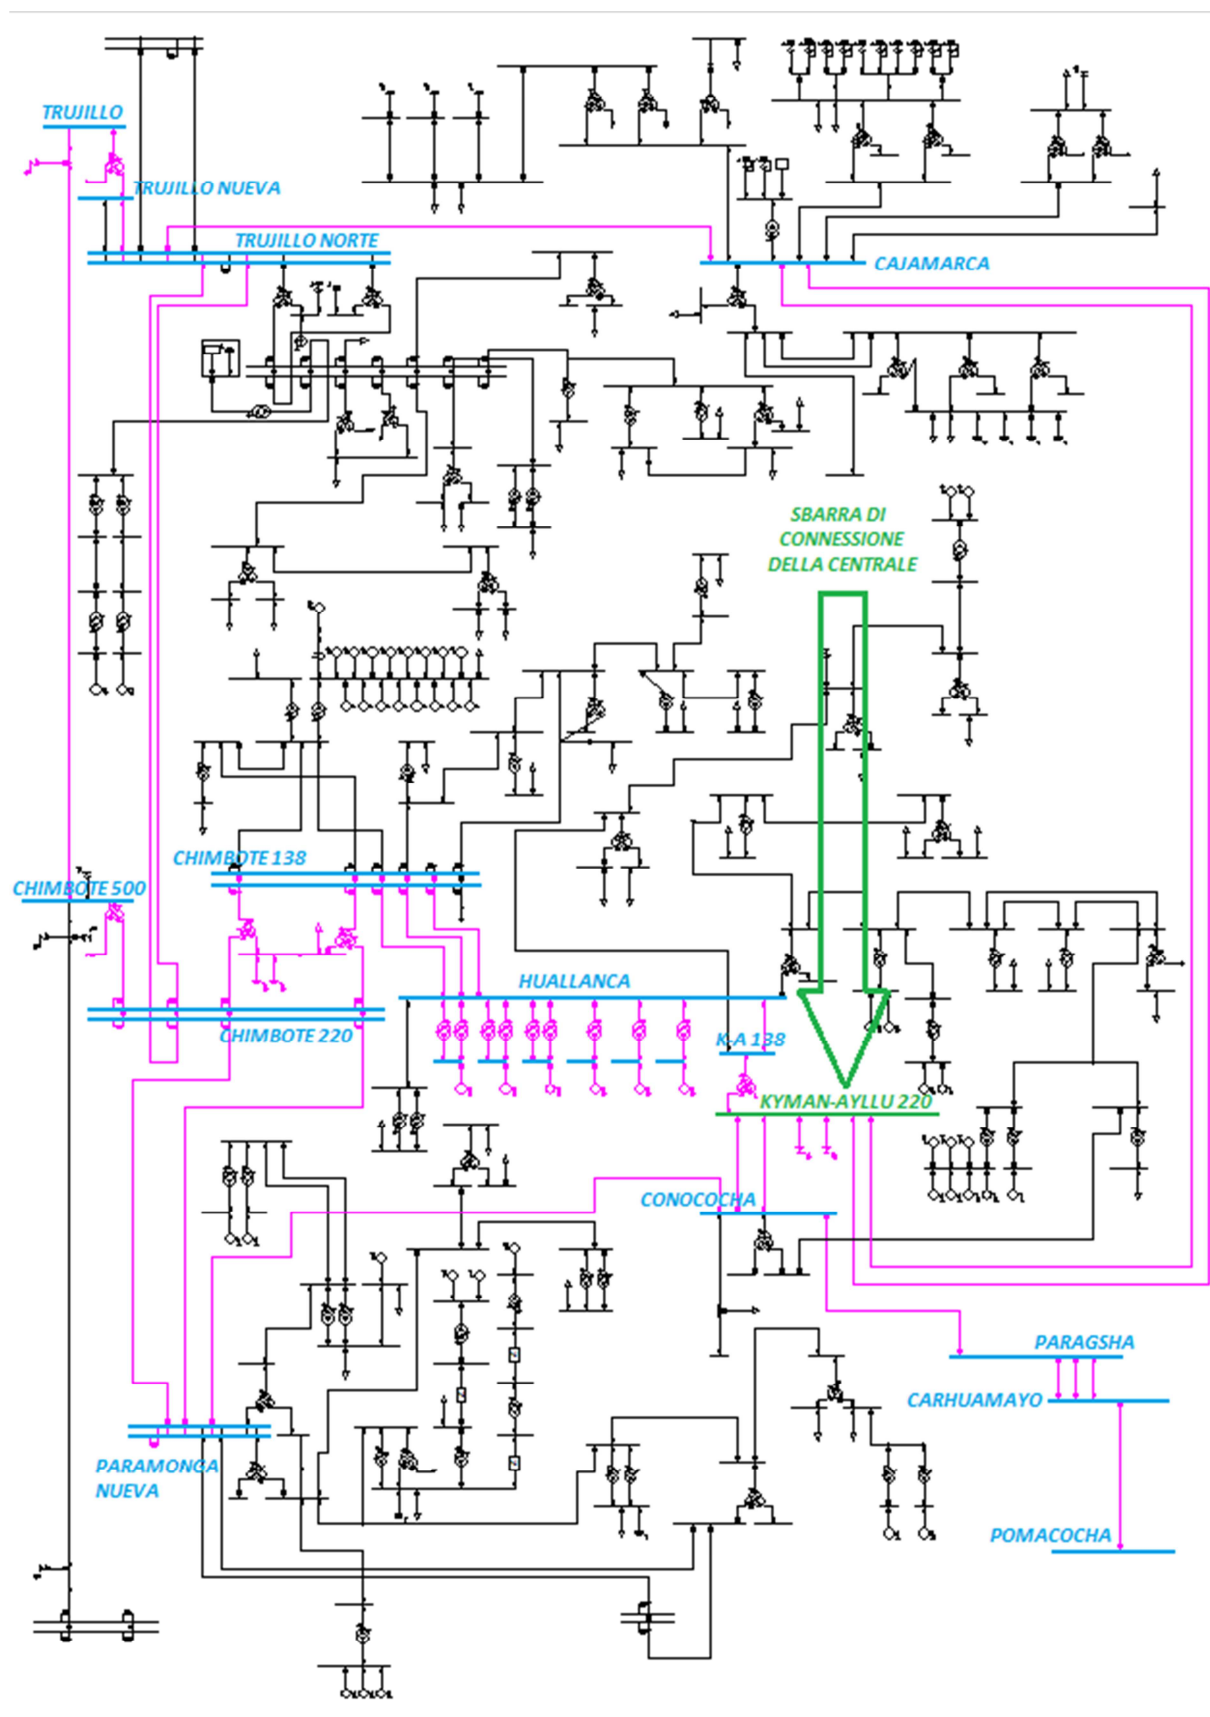 TRUJILLO
TRUJILLO NUEVA
TRUJILLO NORTE
CAJAMARCA
SBARRA DI
CONNESSIONE
DELLA CENTRALE
CHIMBOTE 138
CHIMBOTE 500
HUALLANCA
CHIMBOTE 220
K-A 138
KYMAN-AYLLU 220
CONOCOCHA
PARAGSHA
CARHUAMAYO
PARAMONGA
NUEVA
POMACOCHA